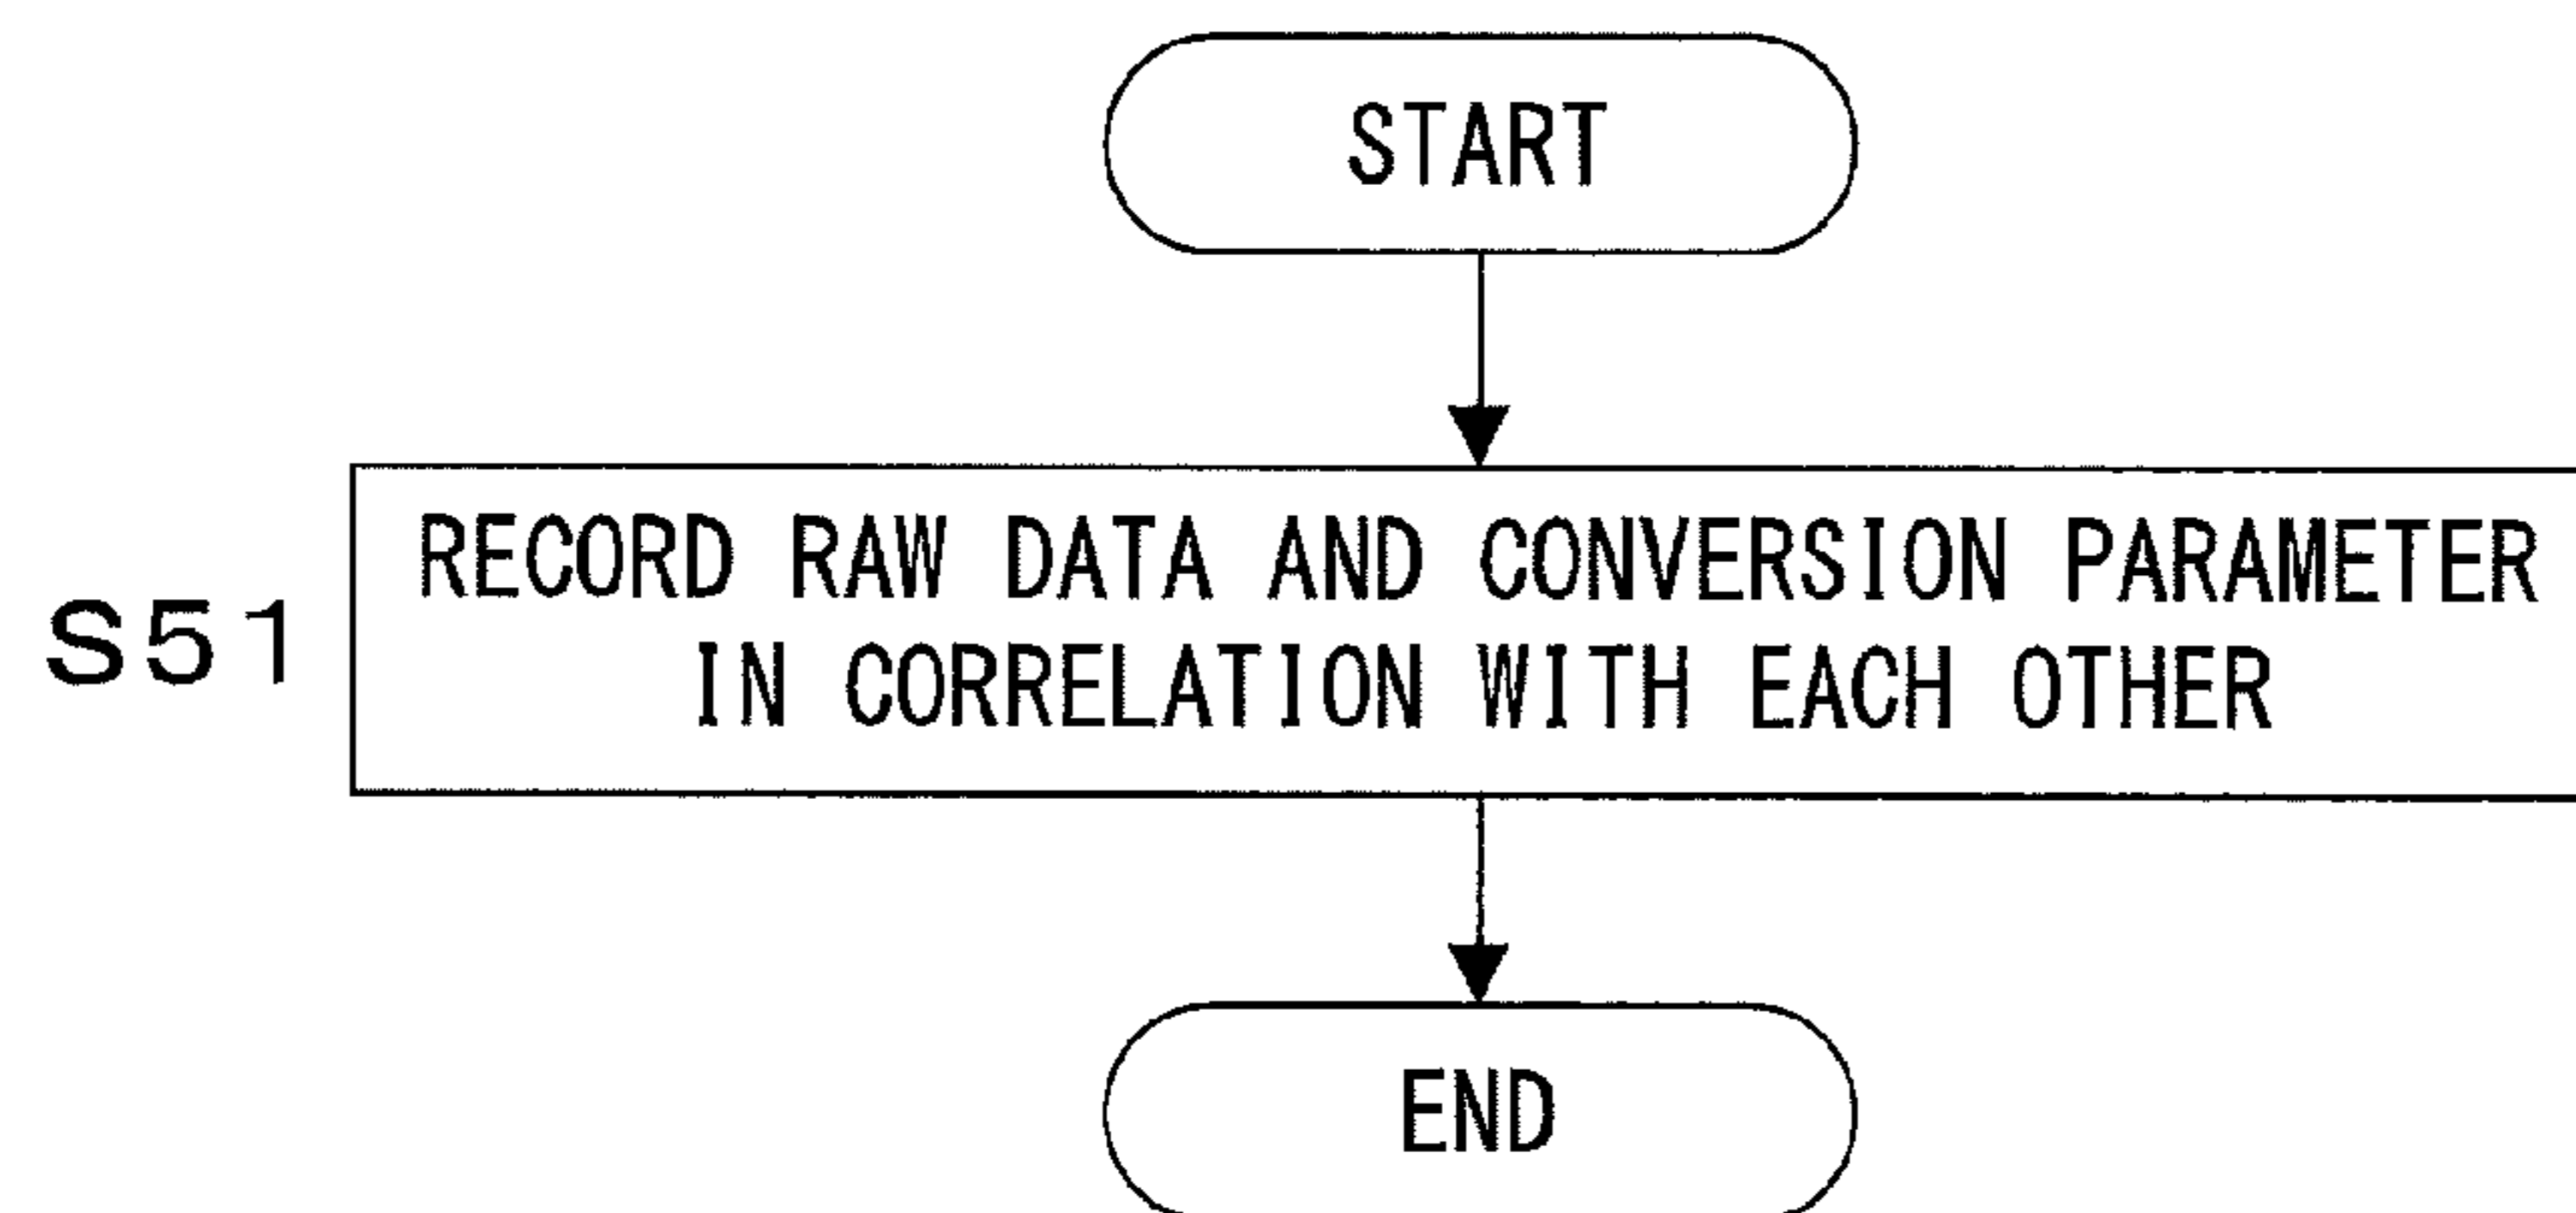 START
S51
RECORD RAW DATA AND CONVERSION PARAMETER
IN CORRELATION WITH EACH OTHER
END